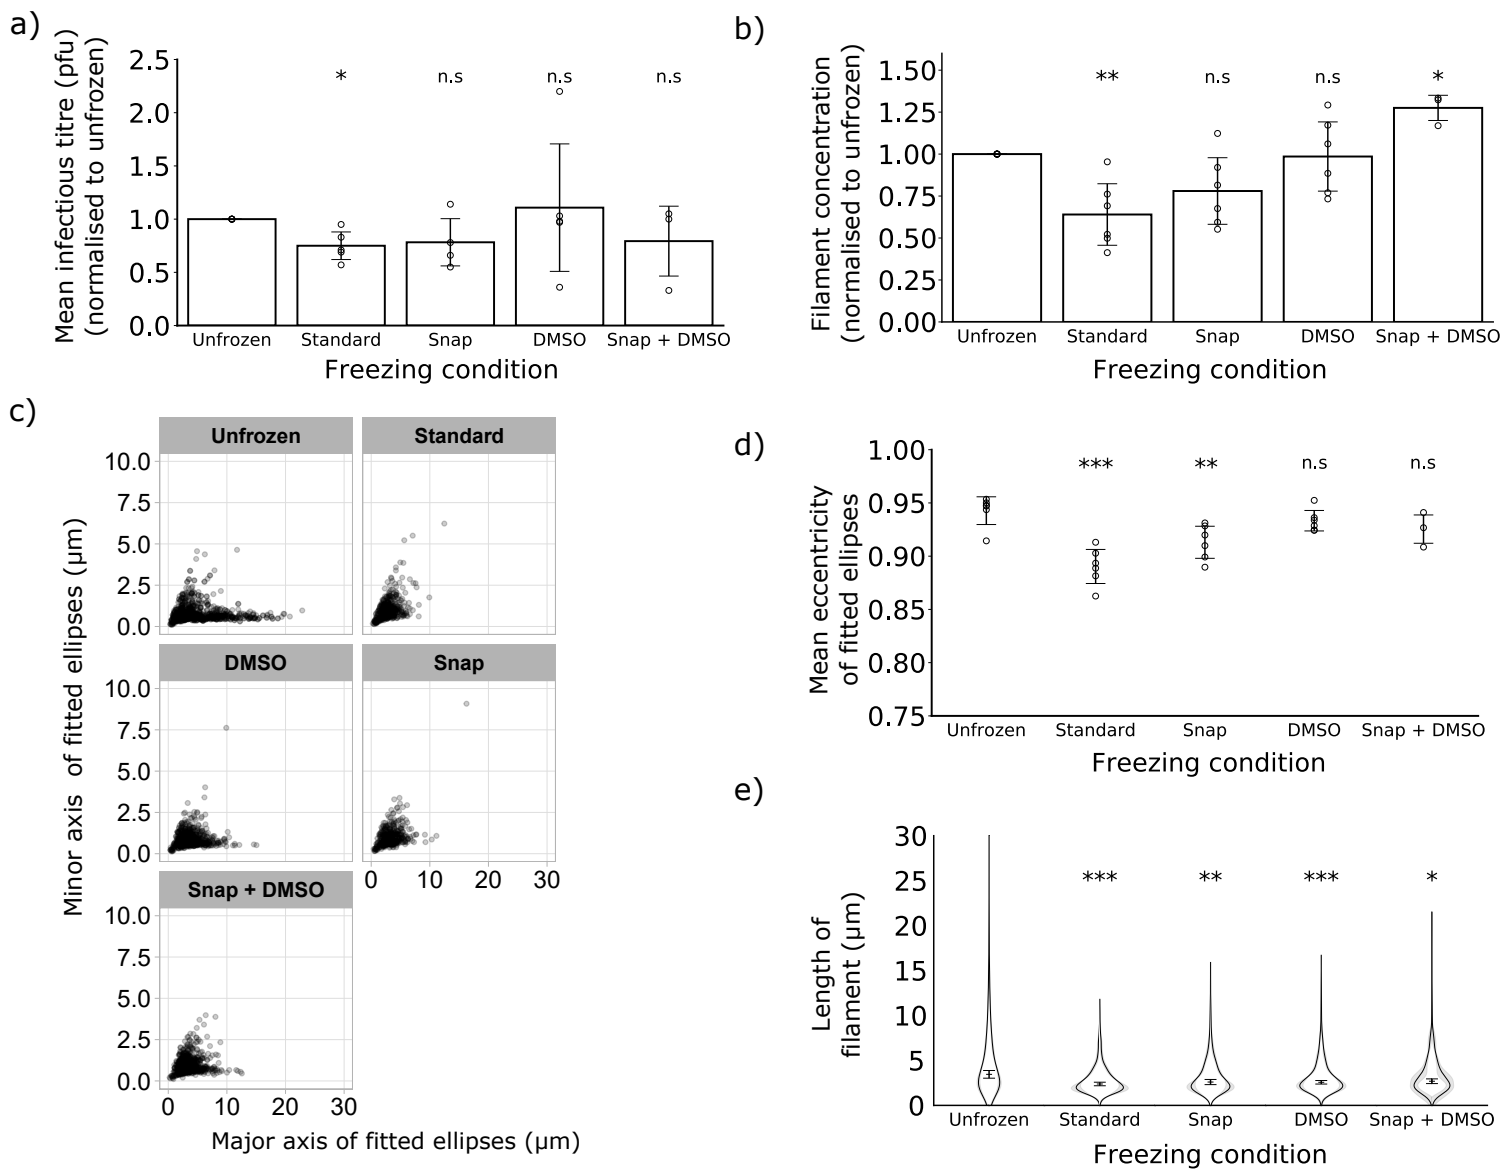 a)
Mean infectious titre (pfu)
(normalised to unfrozen)
2.5
2.0
1.5
1.0
0.5
0.0
* n.s n.s n.s
Unfrozen Standard Snap DMSO Snap + DMSO
Freezing condition
b)
Filament concentration
(normalised to unfrozen)
1.50
1.25
1.00
0.75
0.50
0.25
0.00
** n.s n.s *
Unfrozen Standard Snap DMSO Snap + DMSO
Freezing condition
c)
Minor axis of fitted ellipses (μm)
Unfrozen Standard
10.0
7.5
5.0
2.5
0.0
DMSO Snap
10.0
7.5
5.0
2.5
0.0
0 10 20 30
Snap + DMSO
10.0
7.5
5.0
2.5
0.0
0 10 20 30
Major axis of fitted ellipses (μm)
d)
Mean eccentricity
of fitted ellipses
1.00
0.95
0.90
0.85
0.80
0.75
*** ** n.s n.s
Unfrozen Standard Snap DMSO Snap + DMSO
Freezing condition
e)
Length of
filament (μm)
30
25
20
15
10
5
0
*** ** *** *
Unfrozen Standard Snap DMSO Snap + DMSO
Freezing condition